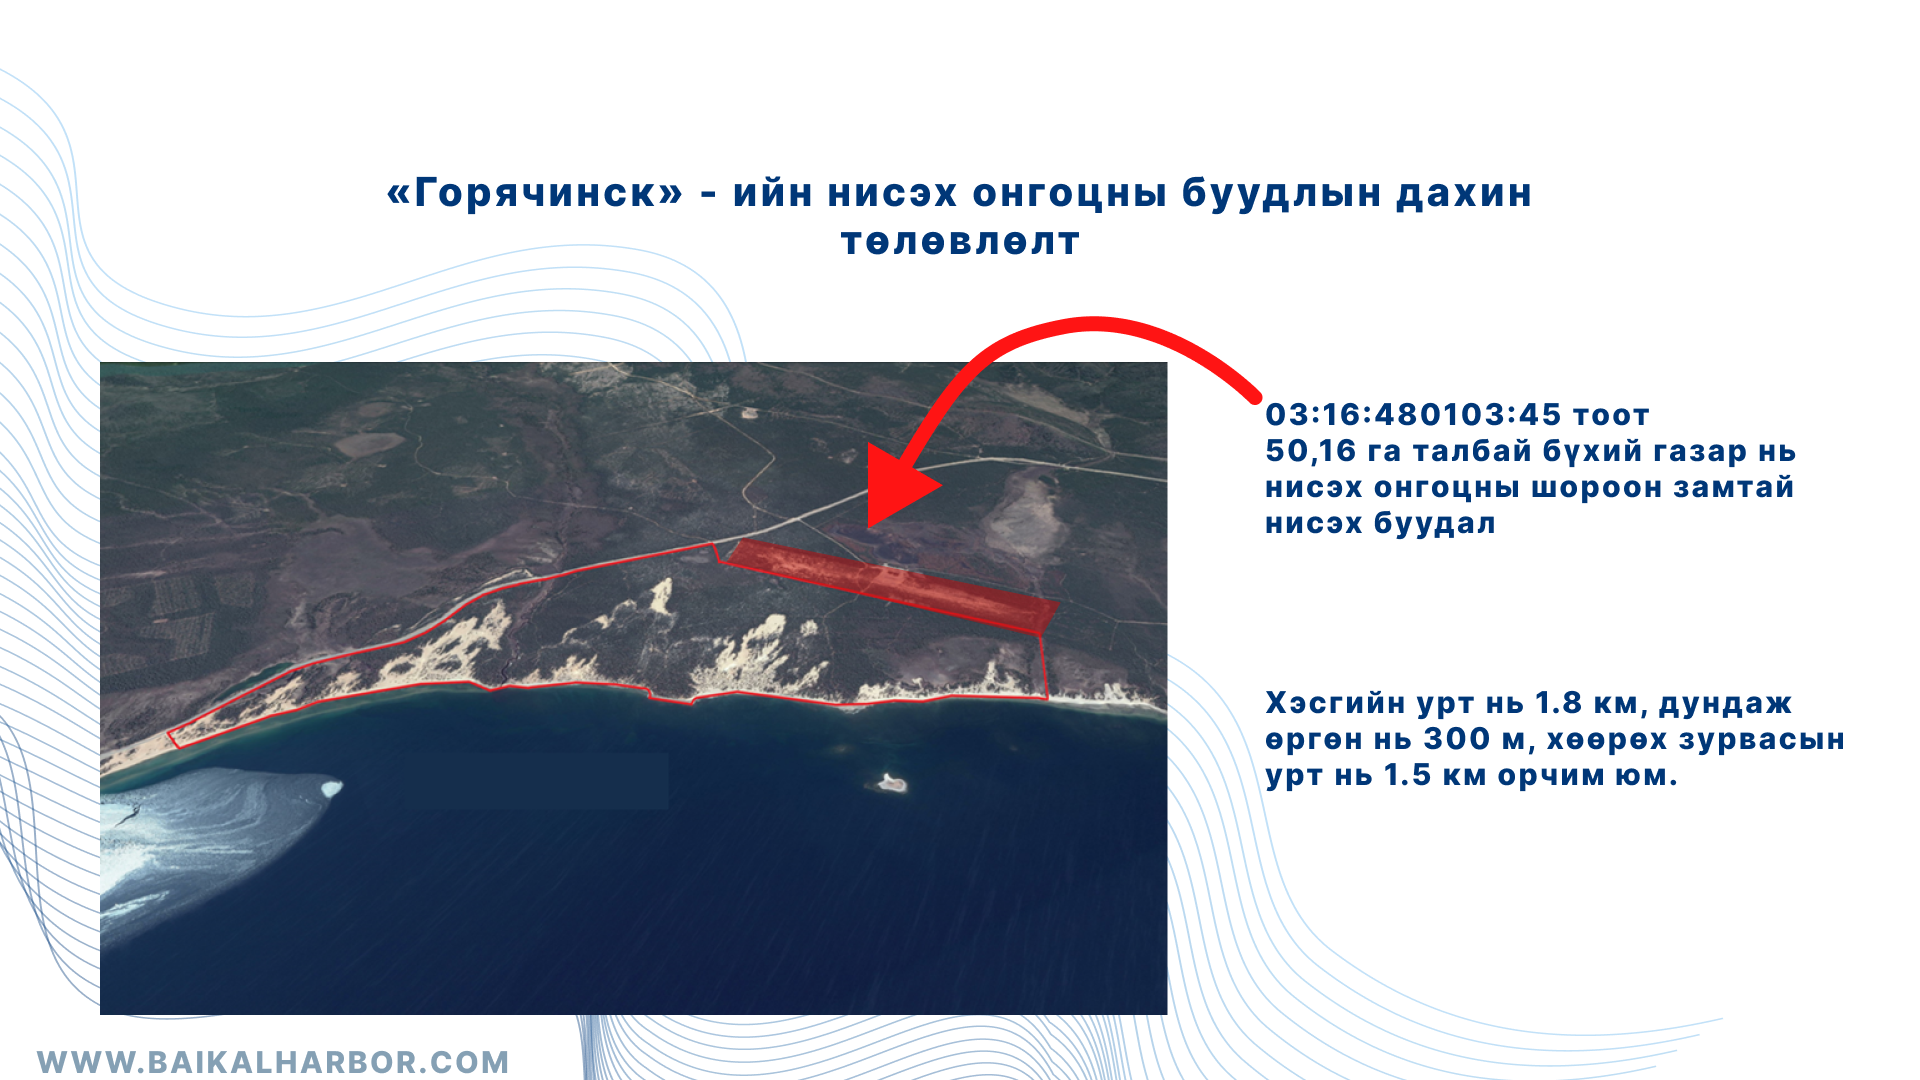 «Горячинск» - ийн нисэх онгоцны буудлын дахин
төлөвлөлт
03:16:480103:45 тоот
50,16 га талбай бүхий газар нь
нисэх онгоцны шороон замтай
нисэх буудал
Хэсгийн урт нь 1.8 км, дундаж
өргөн нь 300 м, хөөрөх зурвасын
урт нь 1.5 км орчим юм.
WWW.BAIKALHARBOR.COM